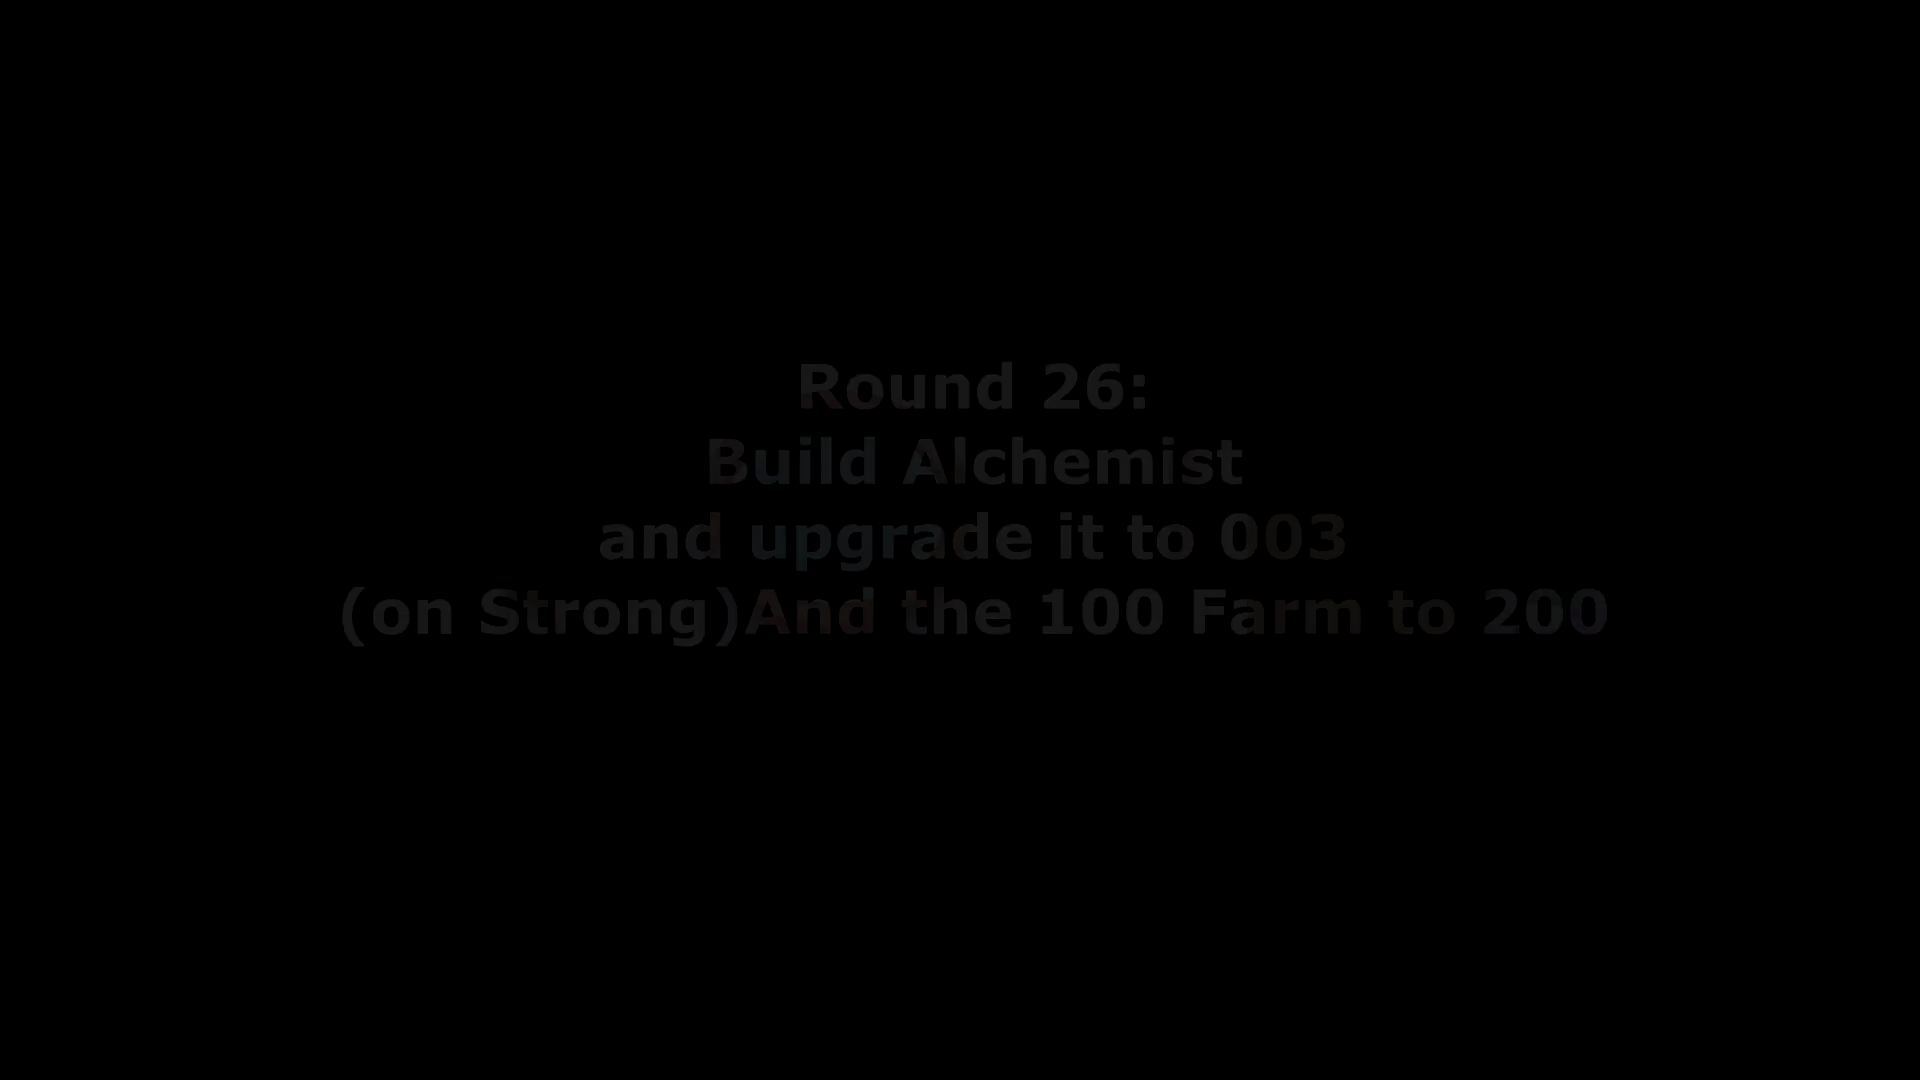 Round 26:
Build Alchemist
and upgrade it to 003
(on Strong)And the 100 Farm to 200